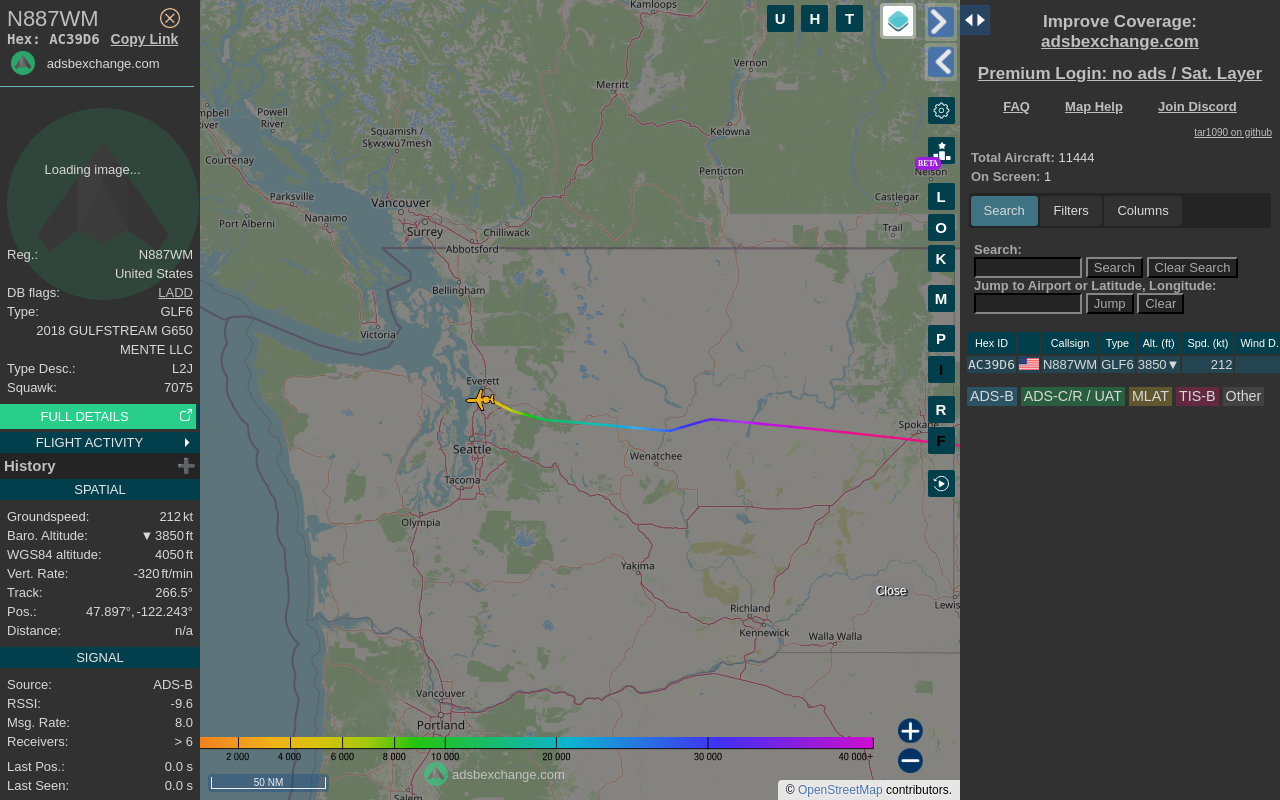 N887WM
Hex: AC39D6 Copy Link
adsbexchange.com
Loading image...
Reg.: N887WM
United States
DB flags: LADD
Type: GLF6
2018 GULFSTREAM G650
MENTE LLC
Type Desc.: L2J
Squawk: 7075
FULL DETAILS
FLIGHT ACTIVITY
History
SPATIAL
Groundspeed: 212 kt
Baro. Altitude: ▼ 3850 ft
WGS84 altitude: 4050 ft
Vert. Rate: -320 ft/min
Track: 266.5°
Pos.: 47.897°, -122.243°
Distance: n/a
SIGNAL
Source: ADS-B
RSSI: -9.6
Msg. Rate: 8.0
Receivers: > 6
Last Pos.: 0.0 s
Last Seen: 0.0 s
Kamloops
Vernon
Merritt
mpbell
iver
Powell
River
Squamish /
Sḵwx̱wú7mesh
Kelowna
Courtenay
Penticton
Nelson
Parksville
Vancouver
Castlegar
Port Alberni
Nanaimo
Surrey
Chilliwack
Trail
Abbotsford
Bellingham
Victoria
Everett
Spokane
Seattle
Wenatchee
Tacoma
Olympia
Yakima
Close
Richland
Lewis
Kennewick
Walla Walla
Vancouver
Portland
Salem
2 000 4 000 6 000 8 000 10 000 20 000 30 000 40 000+
adsbexchange.com
50 NM
© OpenStreetMap contributors.
U H T
BETA
L
O
K
M
P
I
R
F
Improve Coverage:
adsbexchange.com
Premium Login: no ads / Sat. Layer
FAQ Map Help Join Discord
tar1090 on github
Total Aircraft: 11444
On Screen: 1
Search Filters Columns
Search:
Search Clear Search
Jump to Airport or Latitude, Longitude:
Jump Clear
Hex ID Callsign Type Alt. (ft) Spd. (kt) Wind D.
AC39D6 N887WM GLF6 3850▼ 212
ADS-B ADS-C/R / UAT MLAT TIS-B Other